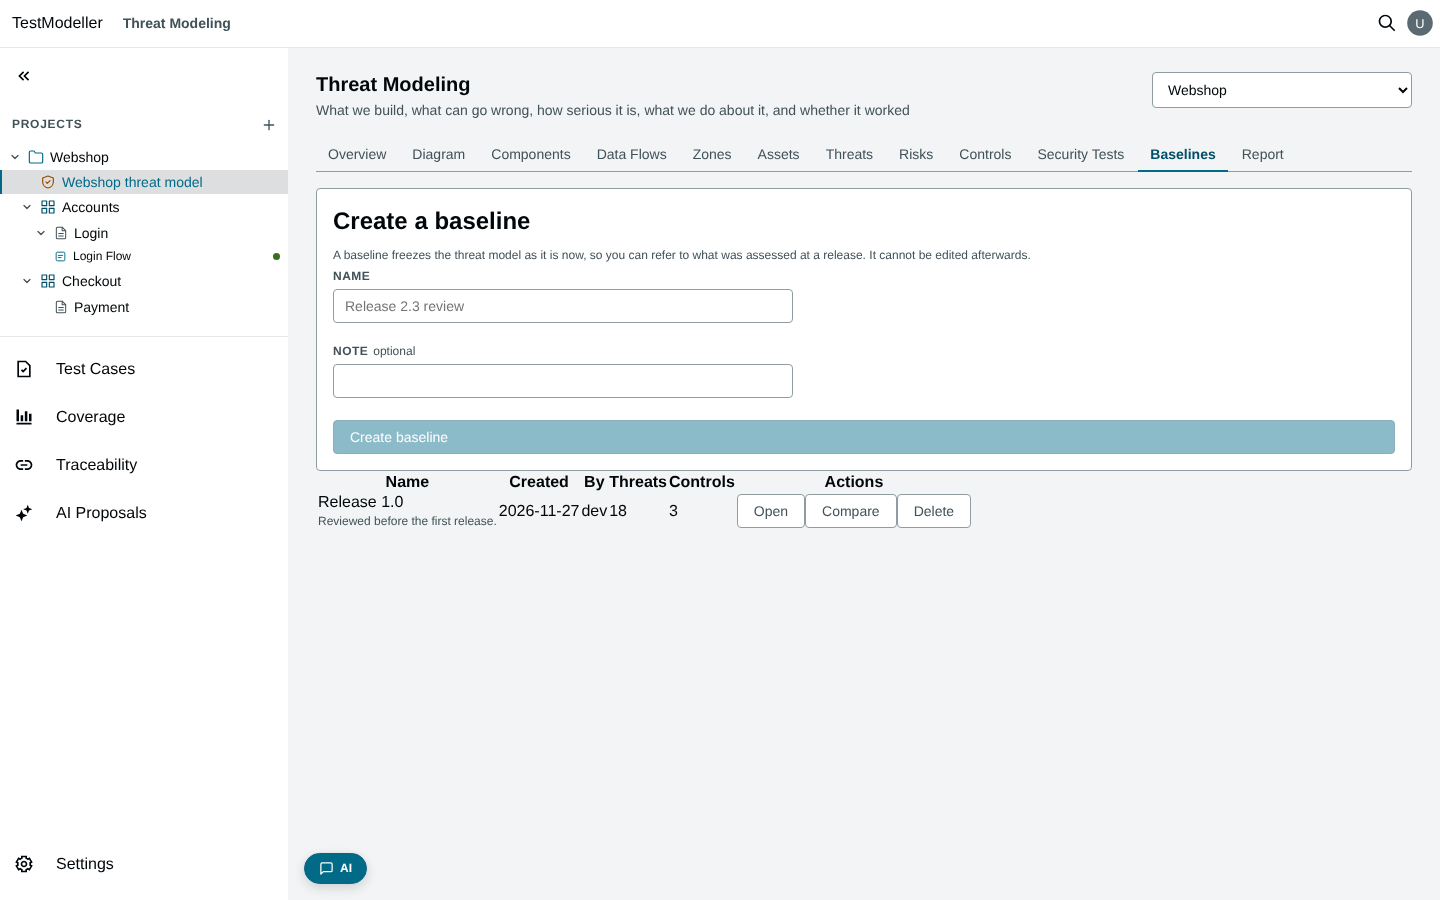 TestModeller
Threat Modeling
U
PROJECTS
Webshop
Webshop threat model
Accounts
Login
Login Flow
Checkout
Payment
Test Cases
Coverage
Traceability
AI Proposals
Settings
Threat Modeling
What we build, what can go wrong, how serious it is, what we do about it, and whether it worked
Webshop
Overview Diagram Components Data Flows Zones Assets Threats Risks Controls Security Tests Baselines Report
Create a baseline
A baseline freezes the threat model as it is now, so you can refer to what was assessed at a release. It cannot be edited afterwards.
NAME
Release 2.3 review
NOTE optional
Create baseline
Name Created By Threats Controls Actions
Release 1.0
Reviewed before the first release.
2026-11-27 dev 18 3 Open Compare Delete
AI